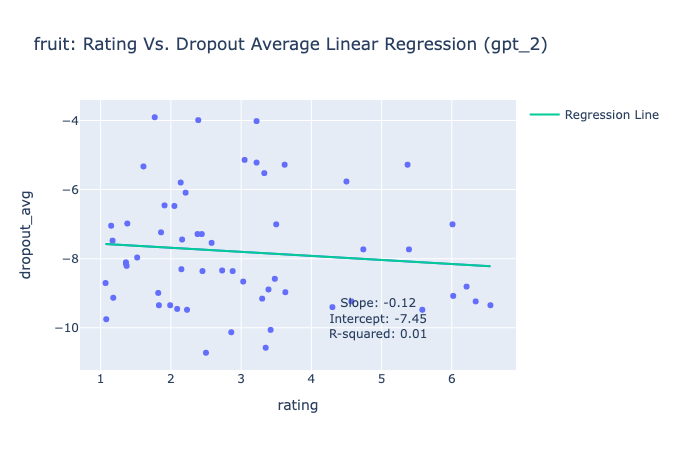 fruit: Rating Vs. Dropout Average Linear Regression (gpt_2)
Regression Line
dropout_avg
−4
−6
−8
−10
Slope: -0.12
Intercept: -7.45
R-squared: 0.01
1 2 3 4 5 6
rating